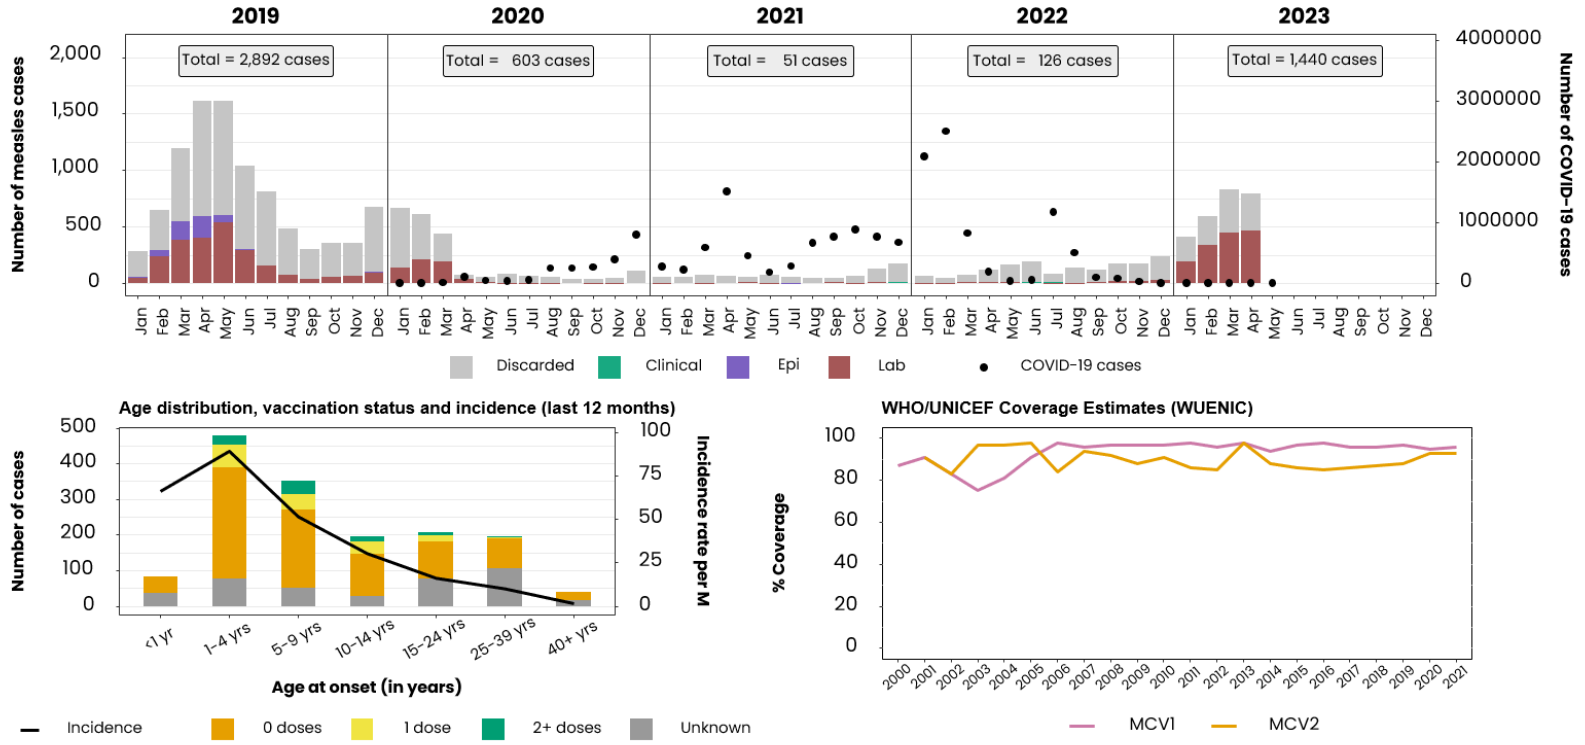 2019 2020 2021 2022 2023
Number of measles cases
2,000
1,500
1,000
500
0
Total = 2,892 cases
Total = 603 cases
Total = 51 cases
Total = 126 cases
Total = 1,440 cases
4000000
3000000
2000000
1000000
0
Number of COVID-19 cases
Jan Feb Mar Apr May Jun Jul Aug Sep Oct Nov Dec
Jan Feb Mar Apr May Jun Jul Aug Sep Oct Nov Dec
Jan Feb Mar Apr May Jun Jul Aug Sep Oct Nov Dec
Jan Feb Mar Apr May Jun Jul Aug Sep Oct Nov Dec
Jan Feb Mar Apr May Jun Jul Aug Sep Oct Nov Dec
Discarded Clinical Epi Lab COVID-19 cases
Age distribution, vaccination status and incidence (last 12 months)
Number of cases
500
400
300
200
100
0
100
75
50
25
0
Incidence rate per M
<1 yr 1-4 yrs 5-9 yrs 10-14 yrs 15-24 yrs 25-39 yrs 40+ yrs
Age at onset (in years)
Incidence 0 doses 1 dose 2+ doses Unknown
WHO/UNICEF Coverage Estimates (WUENIC)
% Coverage
100
80
60
40
20
0
2000 2001 2002 2003 2004 2005 2006 2007 2008 2009 2010 2011 2012 2013 2014 2015 2016 2017 2018 2019 2020 2021
MCV1 MCV2